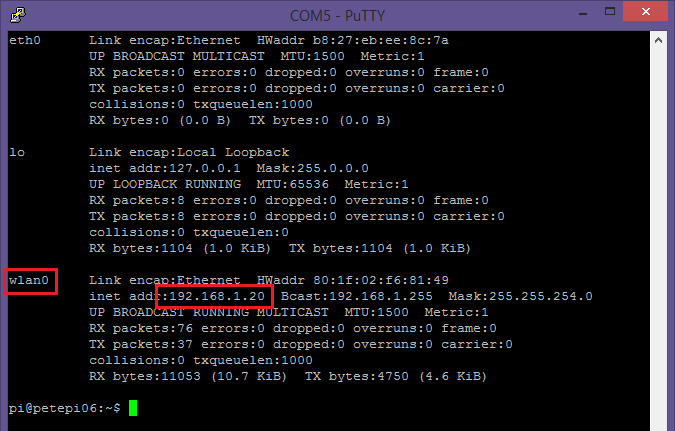 COM5 - PuTTY
eth0 Link encap:Ethernet HWaddr b8:27:eb:ee:8c:7a
UP BROADCAST MULTICAST MTU:1500 Metric:1
RX packets:0 errors:0 dropped:0 overruns:0 frame:0
TX packets:0 errors:0 dropped:0 overruns:0 carrier:0
collisions:0 txqueuelen:1000
RX bytes:0 (0.0 B) TX bytes:0 (0.0 B)
lo Link encap:Local Loopback
inet addr:127.0.0.1 Mask:255.0.0.0
UP LOOPBACK RUNNING MTU:65536 Metric:1
RX packets:8 errors:0 dropped:0 overruns:0 frame:0
TX packets:8 errors:0 dropped:0 overruns:0 carrier:0
collisions:0 txqueuelen:0
RX bytes:1104 (1.0 KiB) TX bytes:1104 (1.0 KiB)
wlan0 Link encap:Ethernet HWaddr 80:1f:02:f6:81:49
inet addr:192.168.1.20 Bcast:192.168.1.255 Mask:255.255.254.0
UP BROADCAST RUNNING MULTICAST MTU:1500 Metric:1
RX packets:76 errors:0 dropped:0 overruns:0 frame:0
TX packets:37 errors:0 dropped:0 overruns:0 carrier:0
collisions:0 txqueuelen:1000
RX bytes:11053 (10.7 KiB) TX bytes:4750 (4.6 KiB)
pi@petepi06:~$